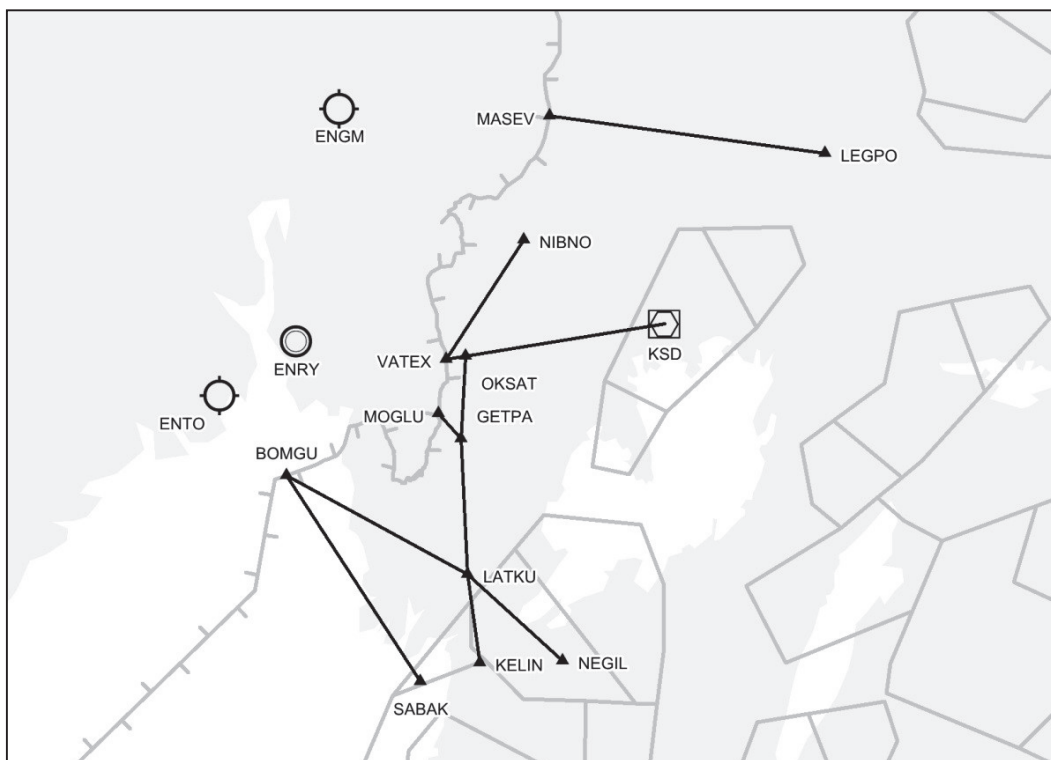 MASEV
ENGM
LEGPO
NIBNO
KSD
VATEX
ENRY
OKSAT
MOGLU
GETPA
ENTO
BOMGU
LATKU
KELIN
NEGIL
SABAK